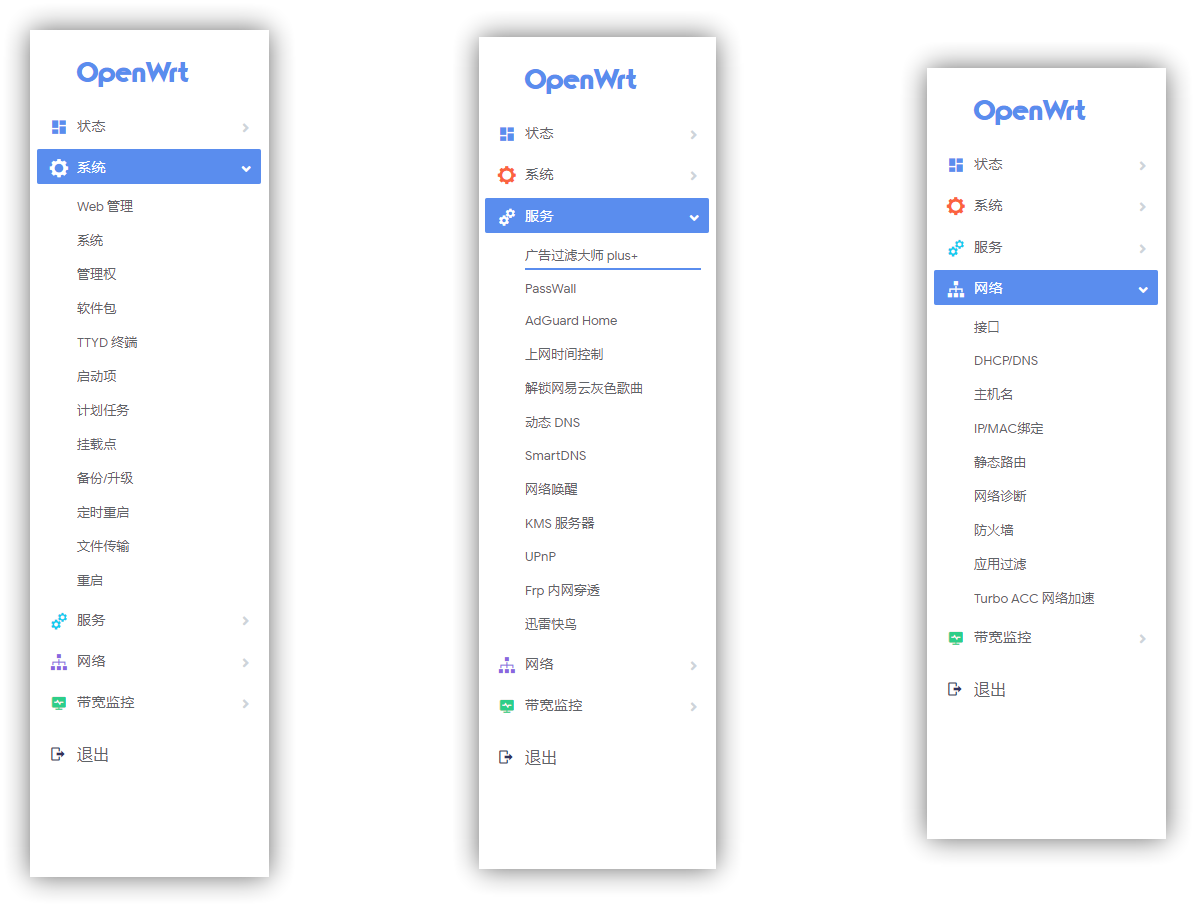 OpenWrt
状态
系统
Web 管理
系统
管理权
软件包
TTYD 终端
启动项
计划任务
挂载点
备份/升级
定时重启
文件传输
重启
服务
网络
带宽监控
退出
OpenWrt
状态
系统
服务
广告过滤大师 plus+
PassWall
AdGuard Home
上网时间控制
解锁网易云灰色歌曲
动态 DNS
SmartDNS
网络唤醒
KMS 服务器
UPnP
Frp 内网穿透
迅雷快鸟
网络
带宽监控
退出
OpenWrt
状态
系统
服务
网络
接口
DHCP/DNS
主机名
IP/MAC绑定
静态路由
网络诊断
防火墙
应用过滤
Turbo ACC 网络加速
带宽监控
退出